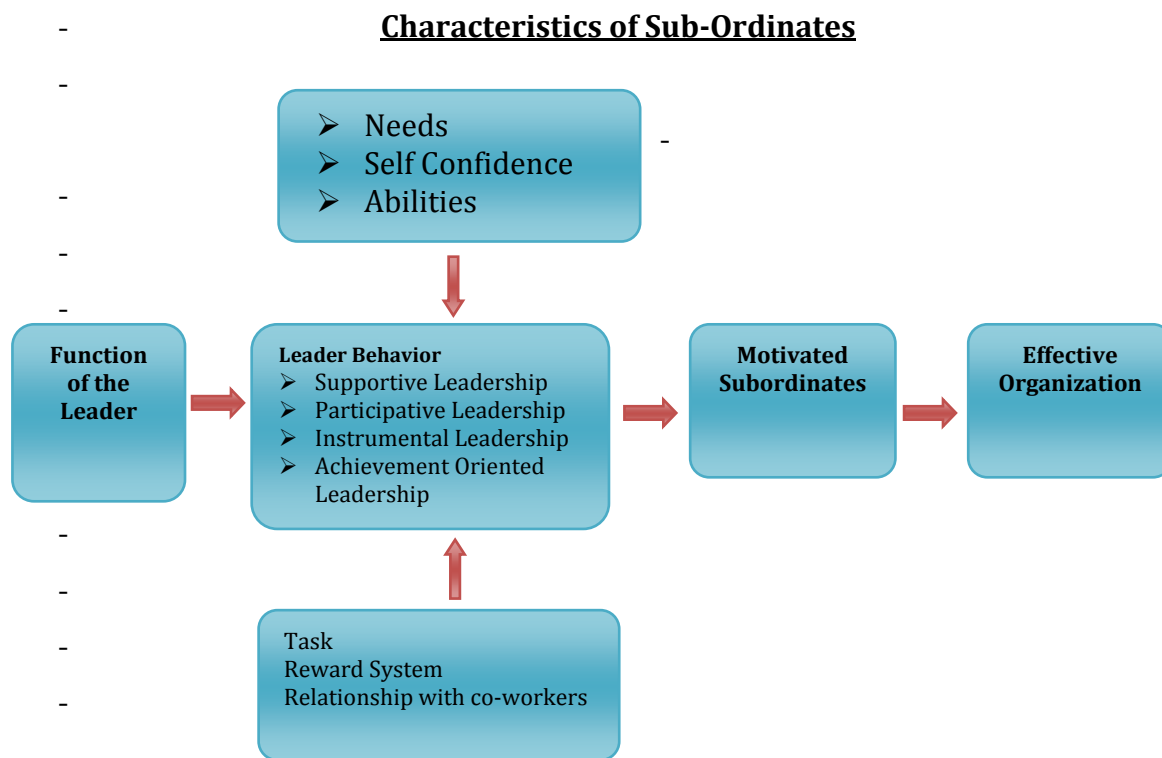 Characteristics of Sub-Ordinates
-
-
➢ Needs
➢ Self Confidence
➢ Abilities
-
-
-
-
Function
of the
Leader
Leader Behavior
➢ Supportive Leadership
➢ Participative Leadership
➢ Instrumental Leadership
➢ Achievement Oriented
Leadership
Motivated
Subordinates
Effective
Organization
-
-
-
-
Task
Reward System
Relationship with co-workers